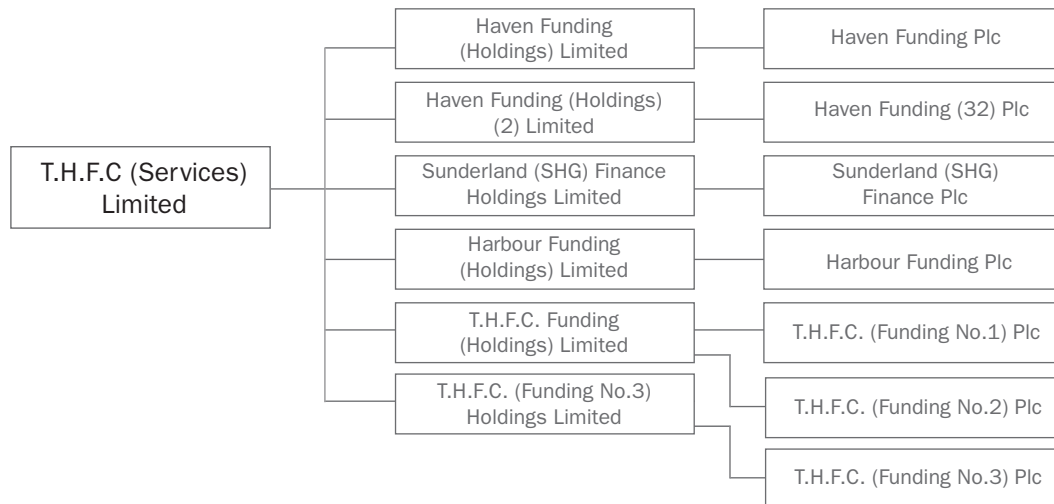 T.H.F.C (Services)
Limited
Haven Funding
(Holdings) Limited
Haven Funding Plc
Haven Funding (Holdings)
(2) Limited
Haven Funding (32) Plc
Sunderland (SHG) Finance
Holdings Limited
Sunderland (SHG)
Finance Plc
Harbour Funding
(Holdings) Limited
Harbour Funding Plc
T.H.F.C. Funding
(Holdings) Limited
T.H.F.C. (Funding No.1) Plc
T.H.F.C. (Funding No.2) Plc
T.H.F.C. (Funding No.3)
Holdings Limited
T.H.F.C. (Funding No.3) Plc